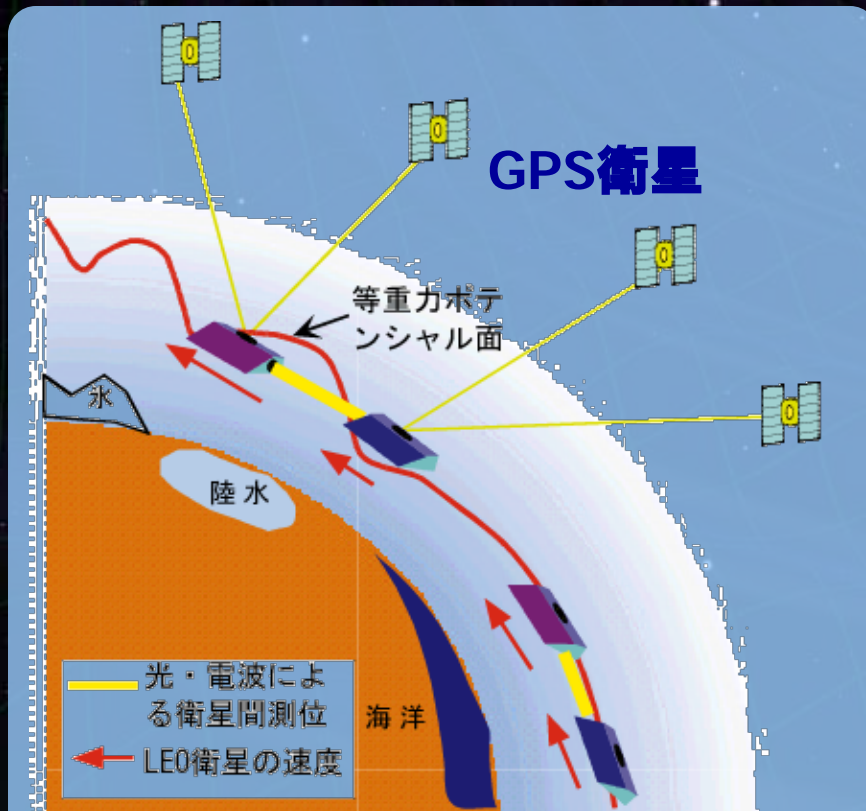 GPS衛星
等重力ポテ
ンシャル面
氷
陸水
海洋
光・電波によ
る衛星間測位
LEO衛星の速度